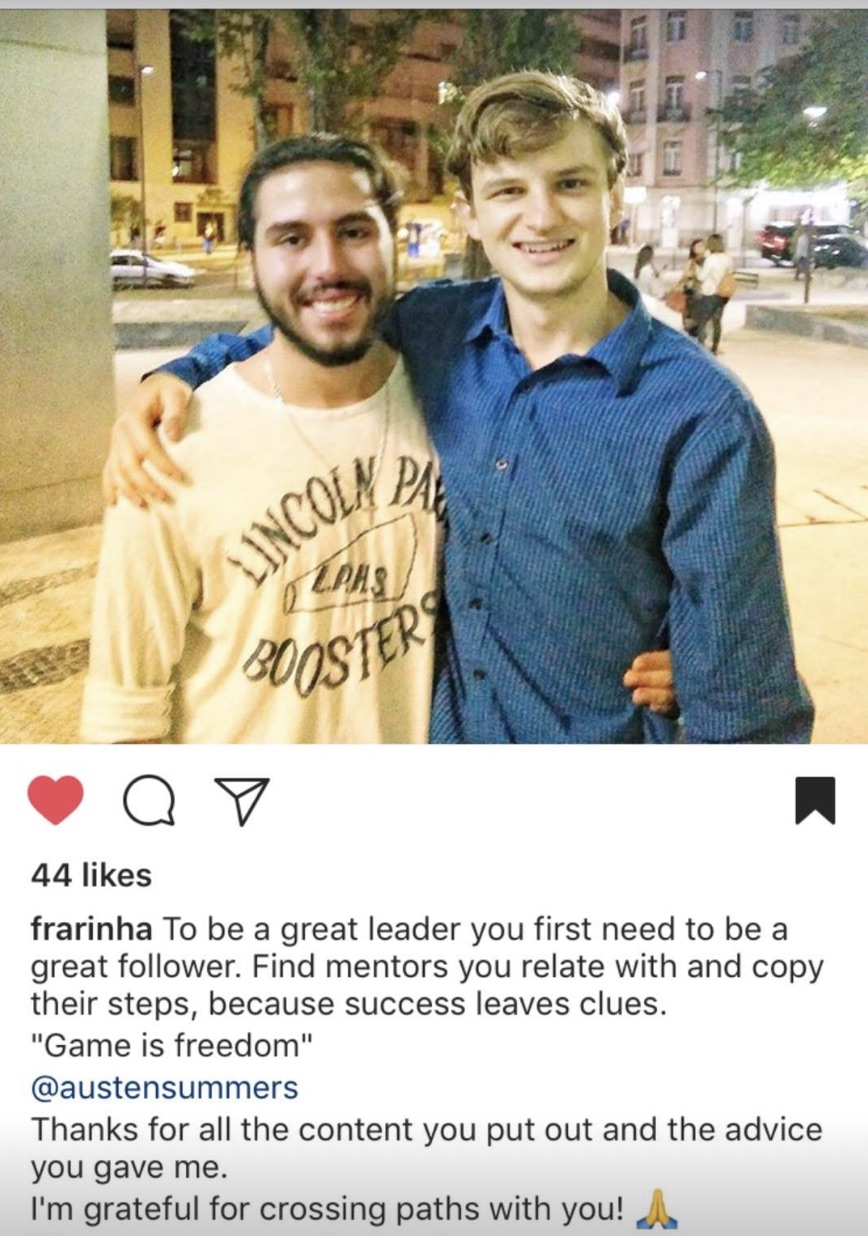 LINCOLN PA
LPHS
BOOSTERS
44 likes
frarinha To be a great leader you first need to be a
great follower. Find mentors you relate with and copy
their steps, because success leaves clues.
"Game is freedom"
@austensummers
Thanks for all the content you put out and the advice
you gave me.
I'm grateful for crossing paths with you! 🙏